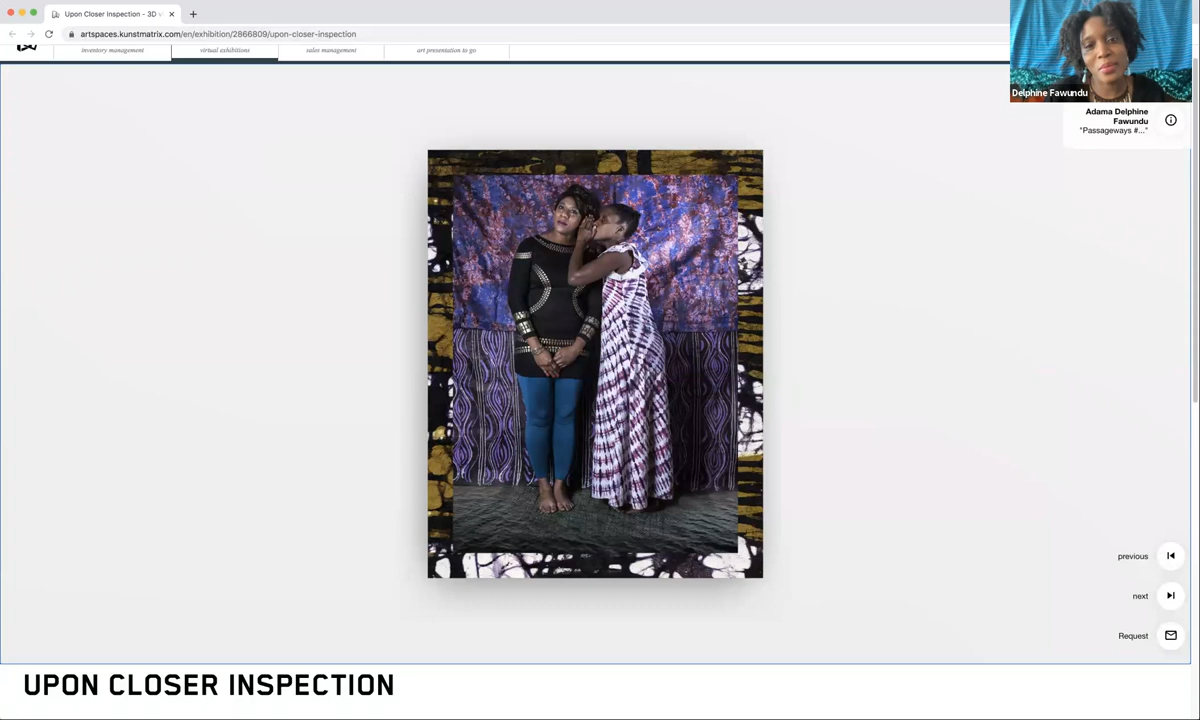 Upon Closer Inspection - 3D v
artspaces.kunstmatrix.com/en/exhibition/2866809/upon-closer-inspection
inventory management
virtual exhibitions
sales management
art presentation to go
Delphine Fawundu
Adama Delphine
Fawundu
"Passageways #..."
previous
next
Request
UPON CLOSER INSPECTION